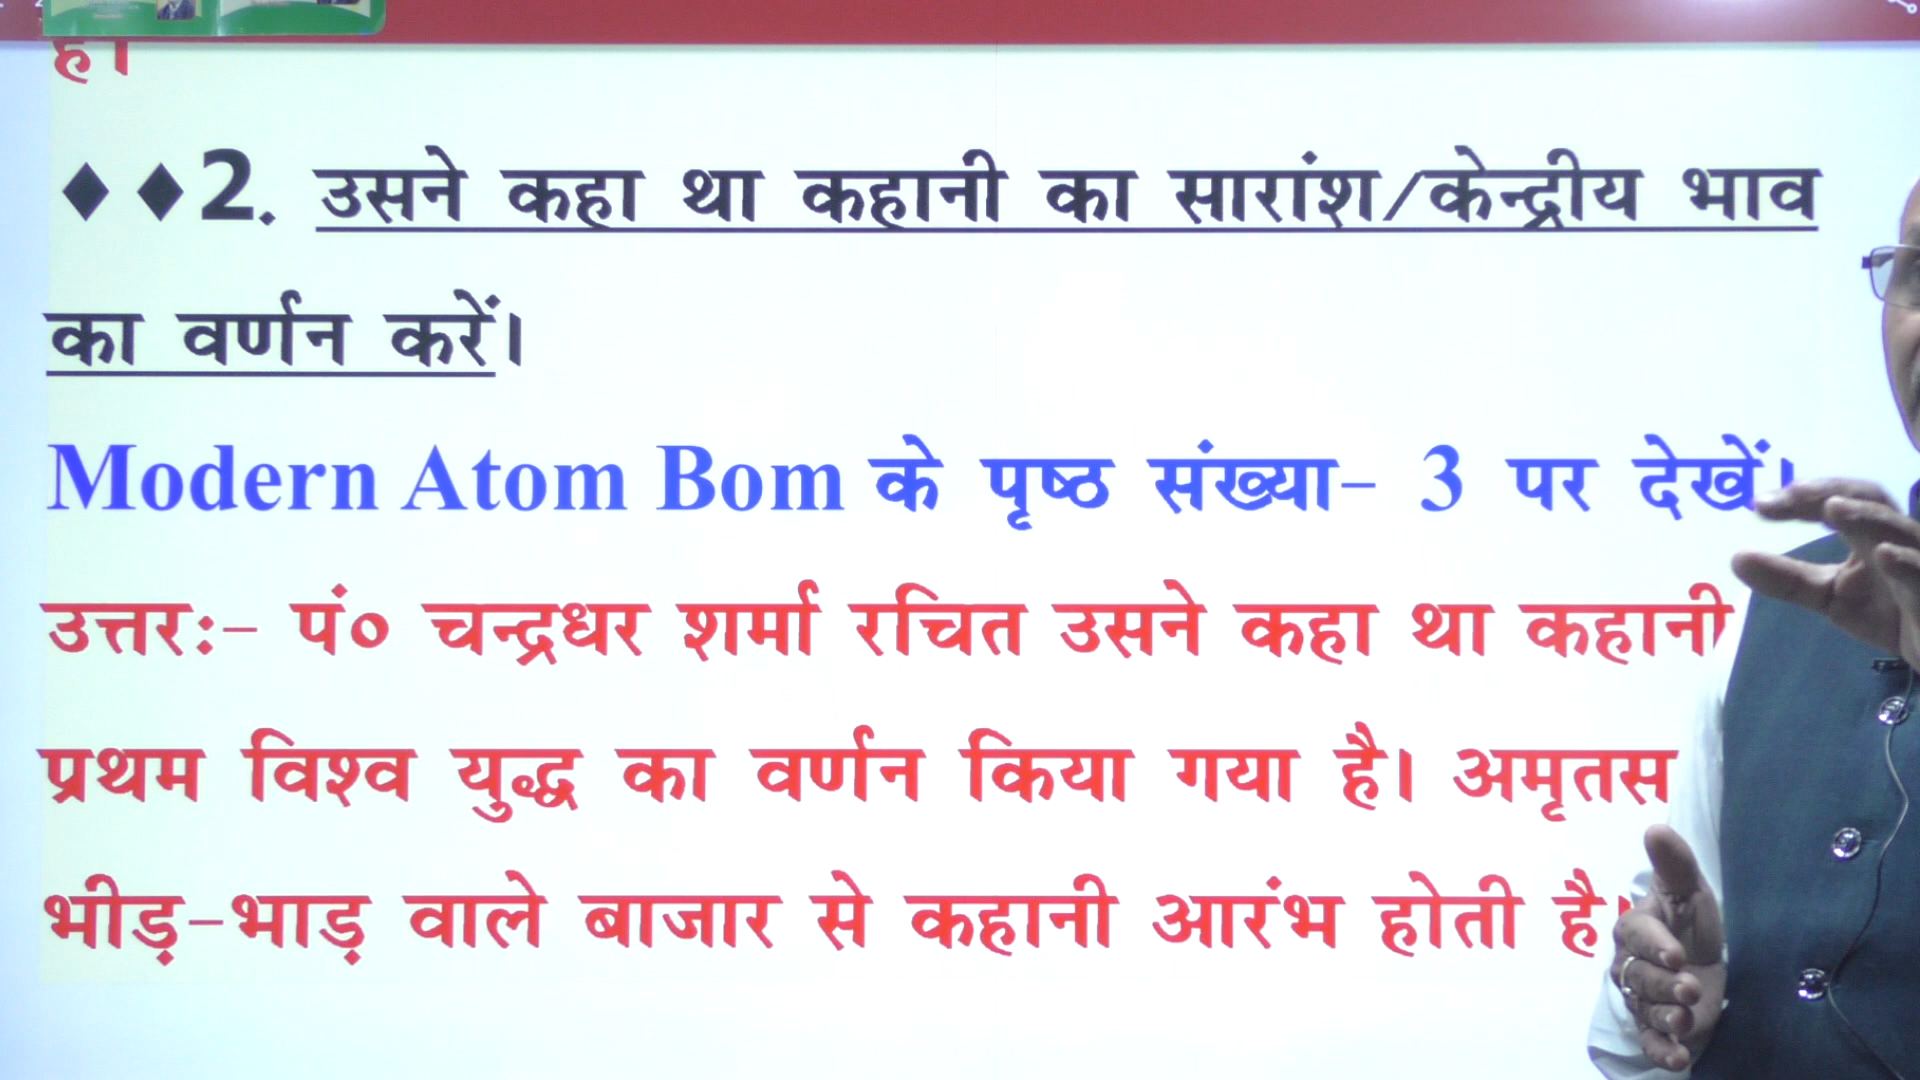 है।
♦♦2. उसने कहा था कहानी का सारांश/केन्द्रीय भाव
का वर्णन करें।
Modern Atom Bom के पृष्ठ संख्या- 3 पर देखें।
उत्तर:- पं० चन्द्रधर शर्मा रचित उसने कहा था कहानी
प्रथम विश्व युद्ध का वर्णन किया गया है। अमृतस
भीड़-भाड़ वाले बाजार से कहानी आरंभ होती है।